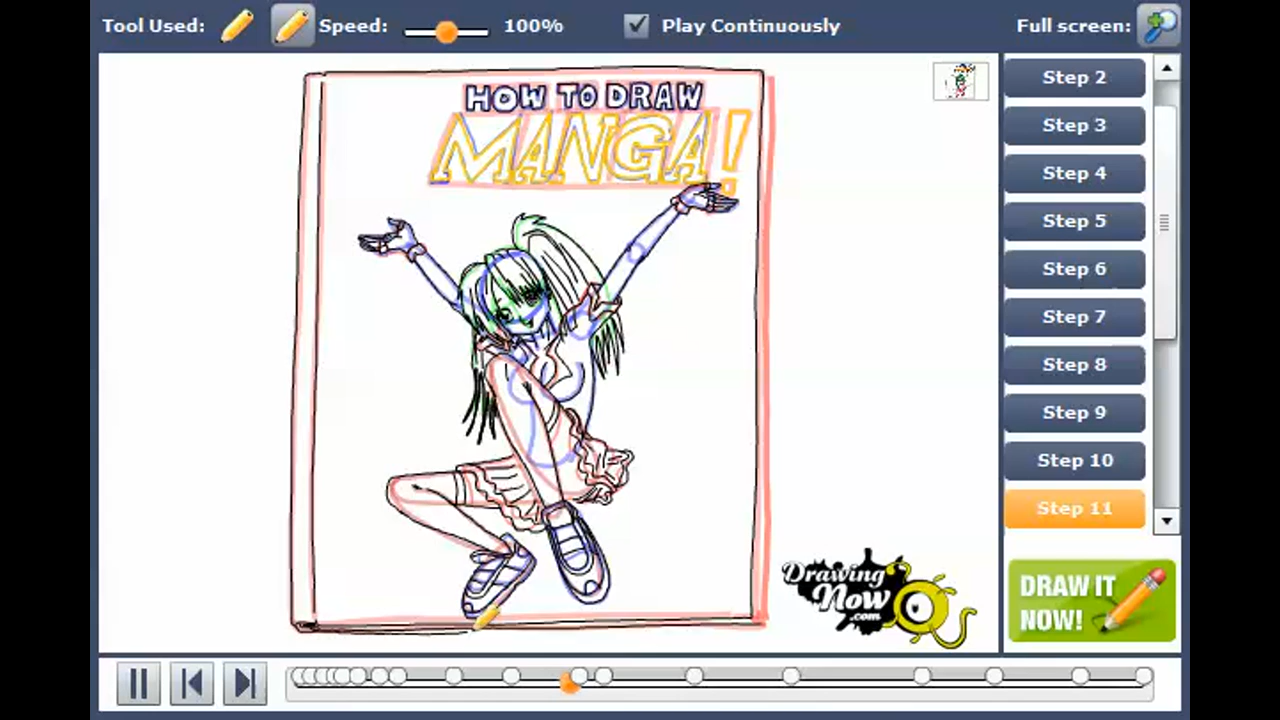 Tool Used:
Speed:
100%
Play Continuously
Full screen:
HOW TO DRAW
MANGA!
Step 2
Step 3
Step 4
Step 5
Step 6
Step 7
Step 8
Step 9
Step 10
Step 11
Drawing
Now
.com
DRAW IT
NOW!